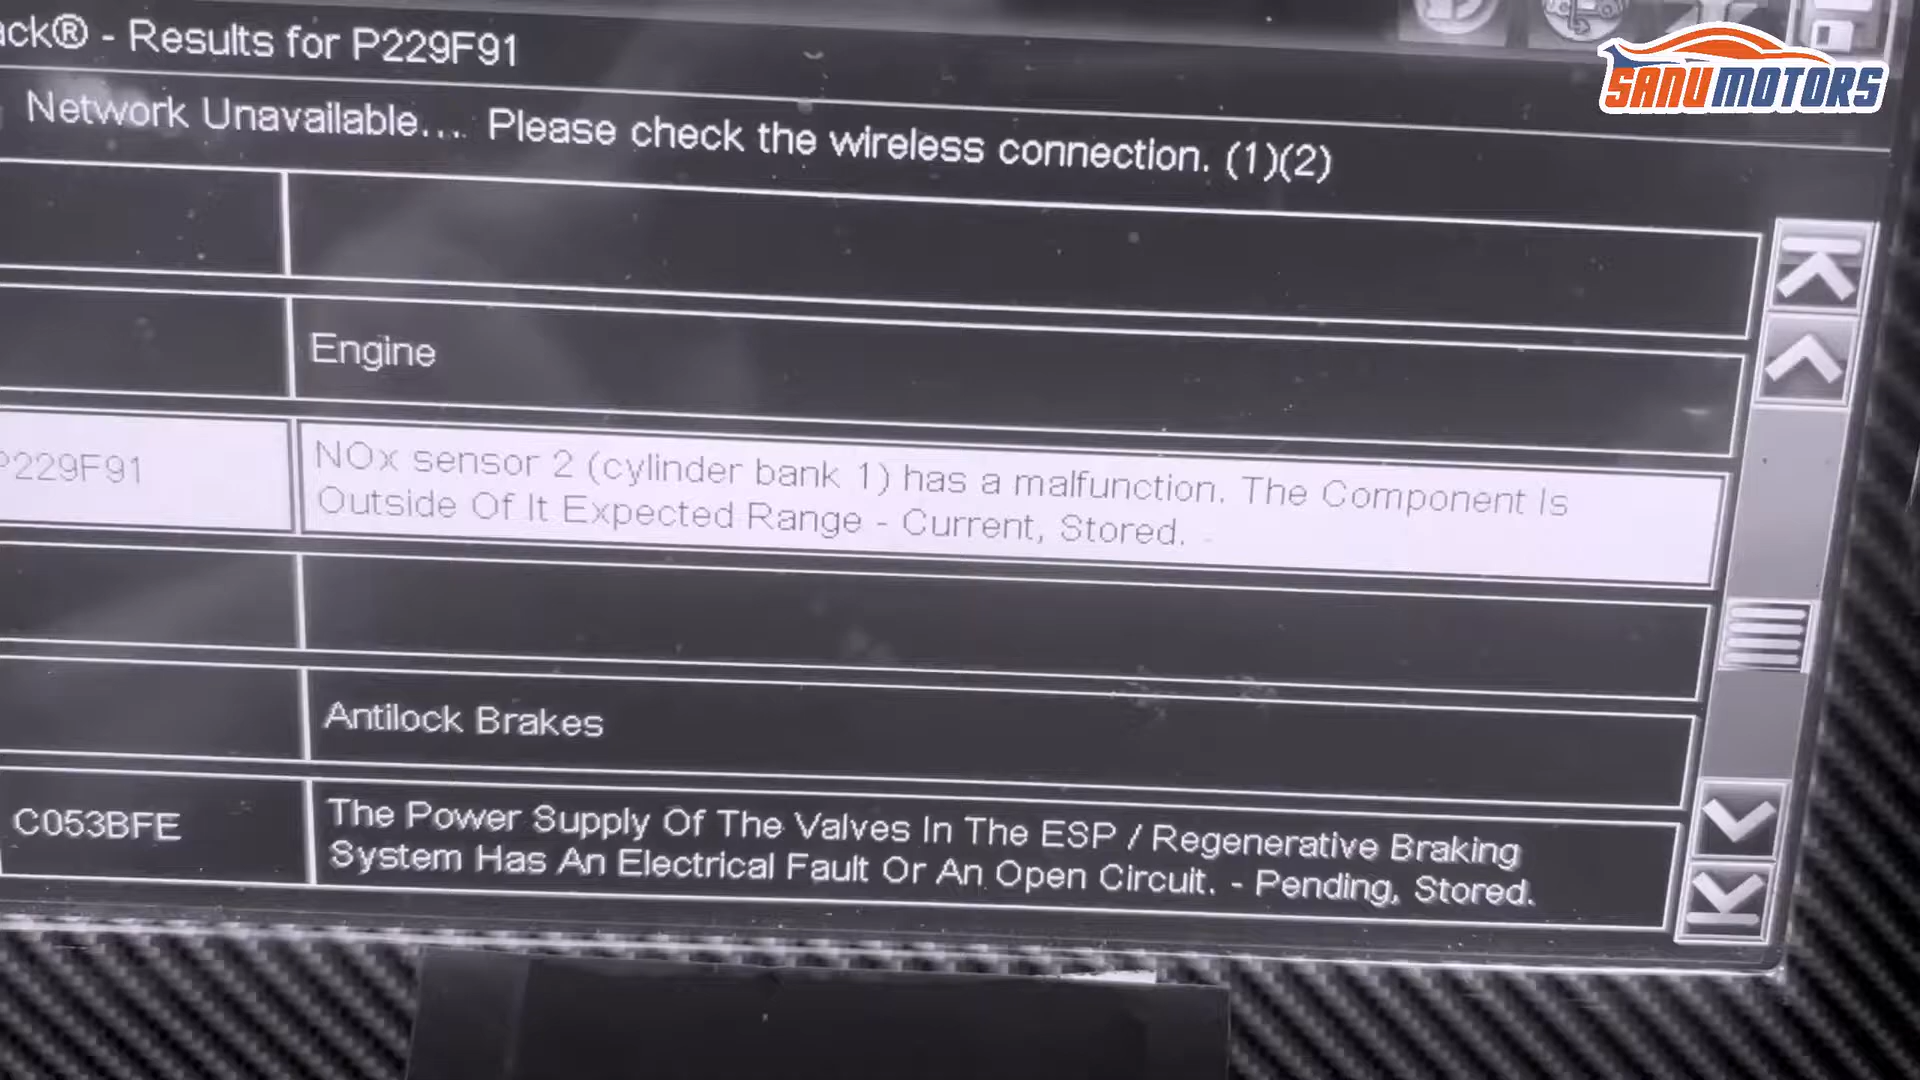 ack® - Results for P229F91
SANU MOTORS
Network Unavailable.... Please check the wireless connection. (1)(2)
Engine
P229F91
NOx sensor 2 (cylinder bank 1) has a malfunction. The Component Is
Outside Of It Expected Range - Current, Stored.
Antilock Brakes
C053BFE
The Power Supply Of The Valves In The ESP / Regenerative Braking
System Has An Electrical Fault Or An Open Circuit. - Pending, Stored.